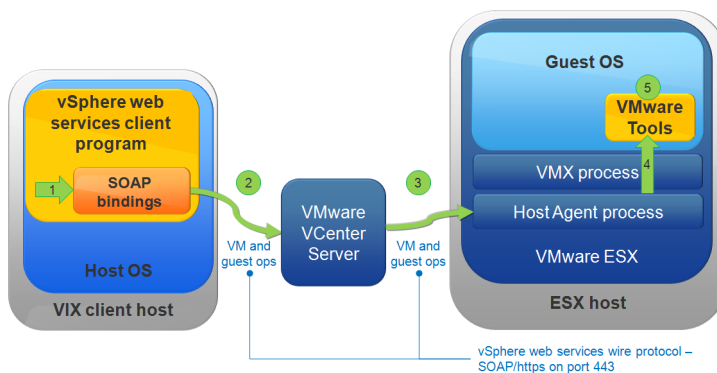 vSphere web
services client
program
1
SOAP
bindings
Host OS
VIX client host
2
VM and
guest ops
VMware
VCenter
Server
3
VM and
guest ops
Guest OS
5
VMware
Tools
4
VMX process
Host Agent process
VMware ESX
ESX host
vSphere web services wire protocol –
SOAP/https on port 443